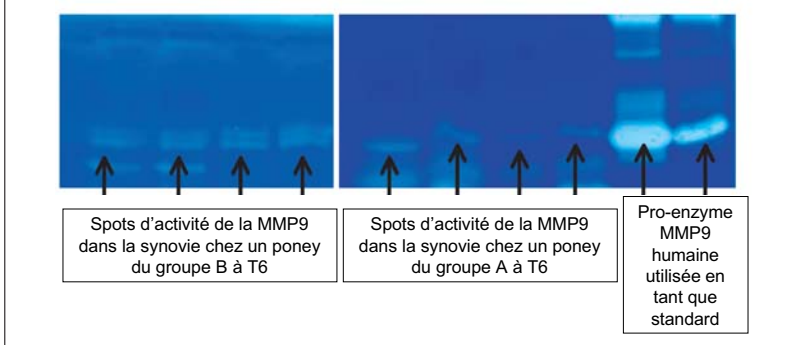 Spots d'activité de la MMP9
dans la synovie chez un poney
du groupe B à T6
Spots d'activité de la MMP9
dans la synovie chez un poney
du groupe A à T6
Pro-enzyme
MMP9
humaine
utilisée en
tant que
standard